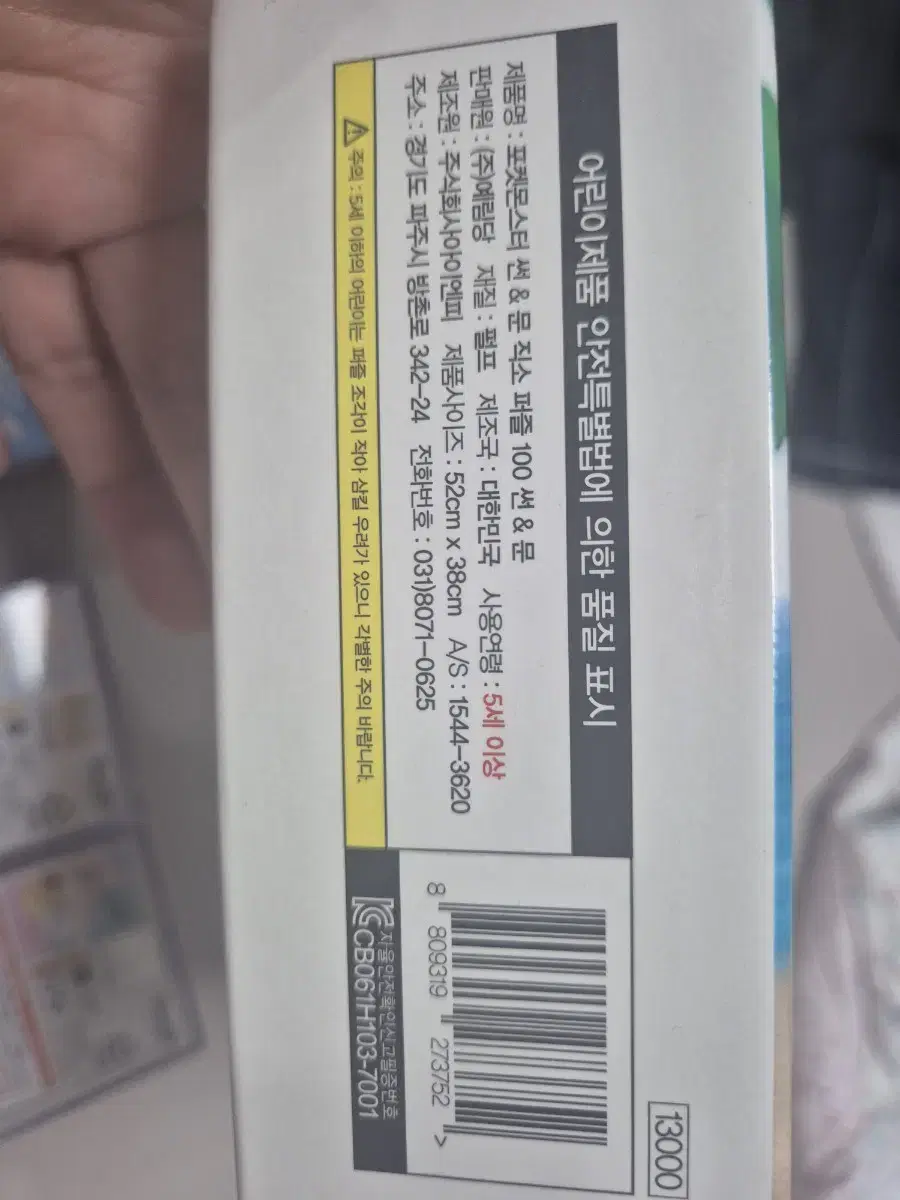 어린이제품 안전특별법에 의한 품질 표시
제품명 : 포켓몬스터 썬 & 문 직소 퍼즐 100 썬 & 문
판매원 : (주)예림당 재질 : 펄프 제조국 : 대한민국 사용연령 : 5세 이상
제조원 : 주식회사아이엔피 제품사이즈 : 52cm x 38cm A/S : 1544-3620
주소 : 경기도 파주시 방촌로 342-24 전화번호 : 031)8071-0625
주의 : 5세 이하의 어린이는 퍼즐 조각이 작아 삼킬 우려가 있으니 각별한 주의 바랍니다.
13000
8 809319 273752 >
자율안전확인신고필증번호
CB061H103-7001